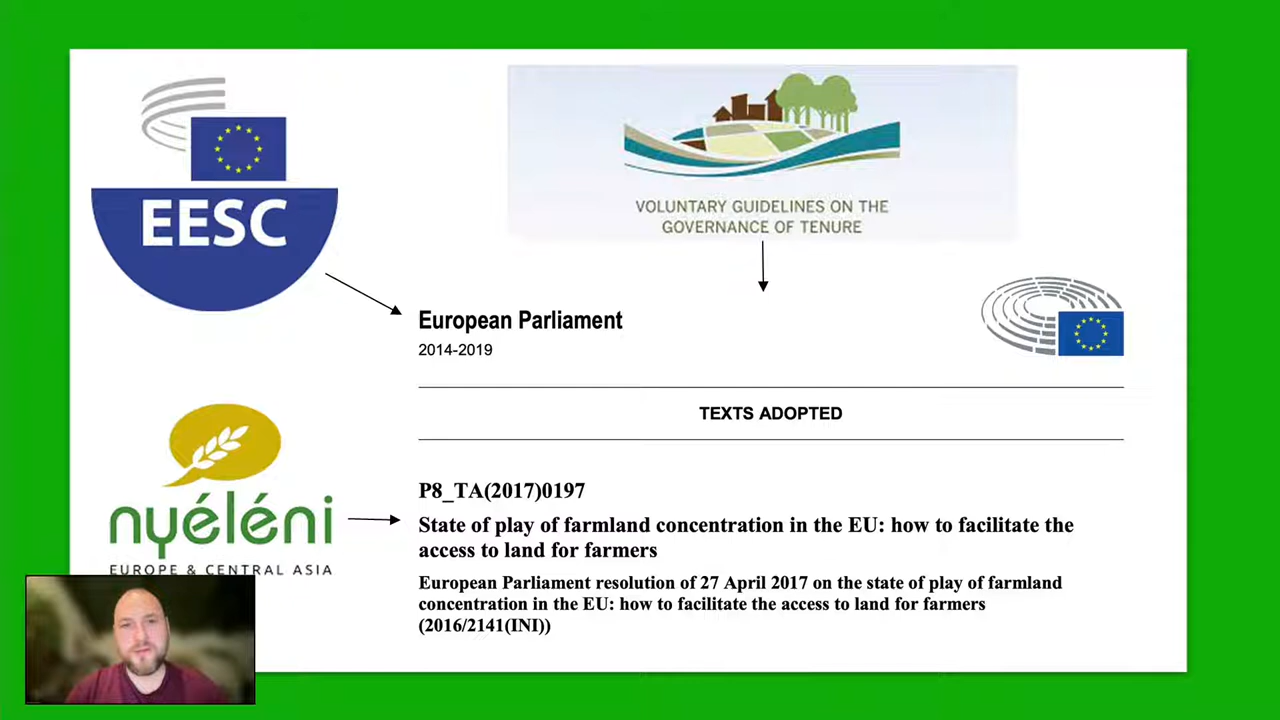 EESC
VOLUNTARY GUIDELINES ON THE
GOVERNANCE OF TENURE
European Parliament
2014-2019
TEXTS ADOPTED
nyéléni
EUROPE & CENTRAL ASIA
P8_TA(2017)0197
State of play of farmland concentration in the EU: how to facilitate the
access to land for farmers
European Parliament resolution of 27 April 2017 on the state of play of farmland
concentration in the EU: how to facilitate the access to land for farmers
(2016/2141(INI))